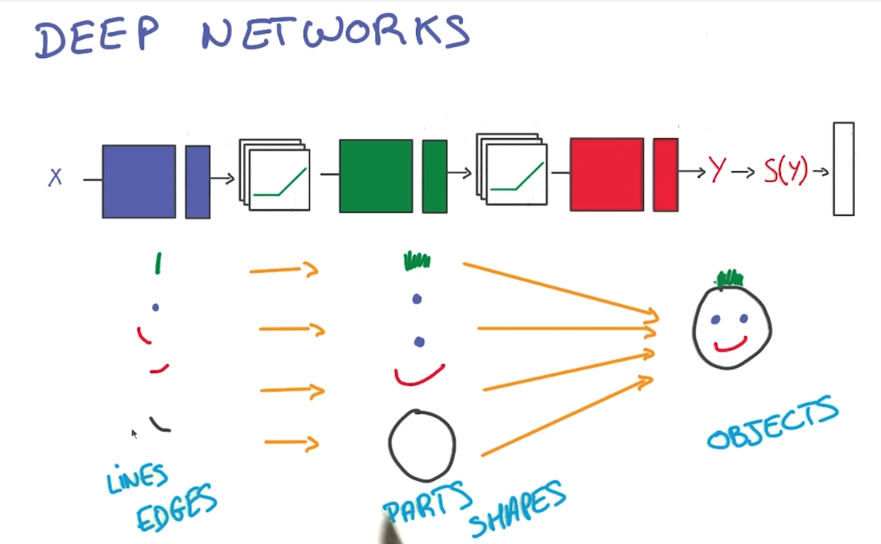 DEEP NETWORKS
X Y S(Y)
LINES
EDGES
PARTS
SHAPES
OBJECTS